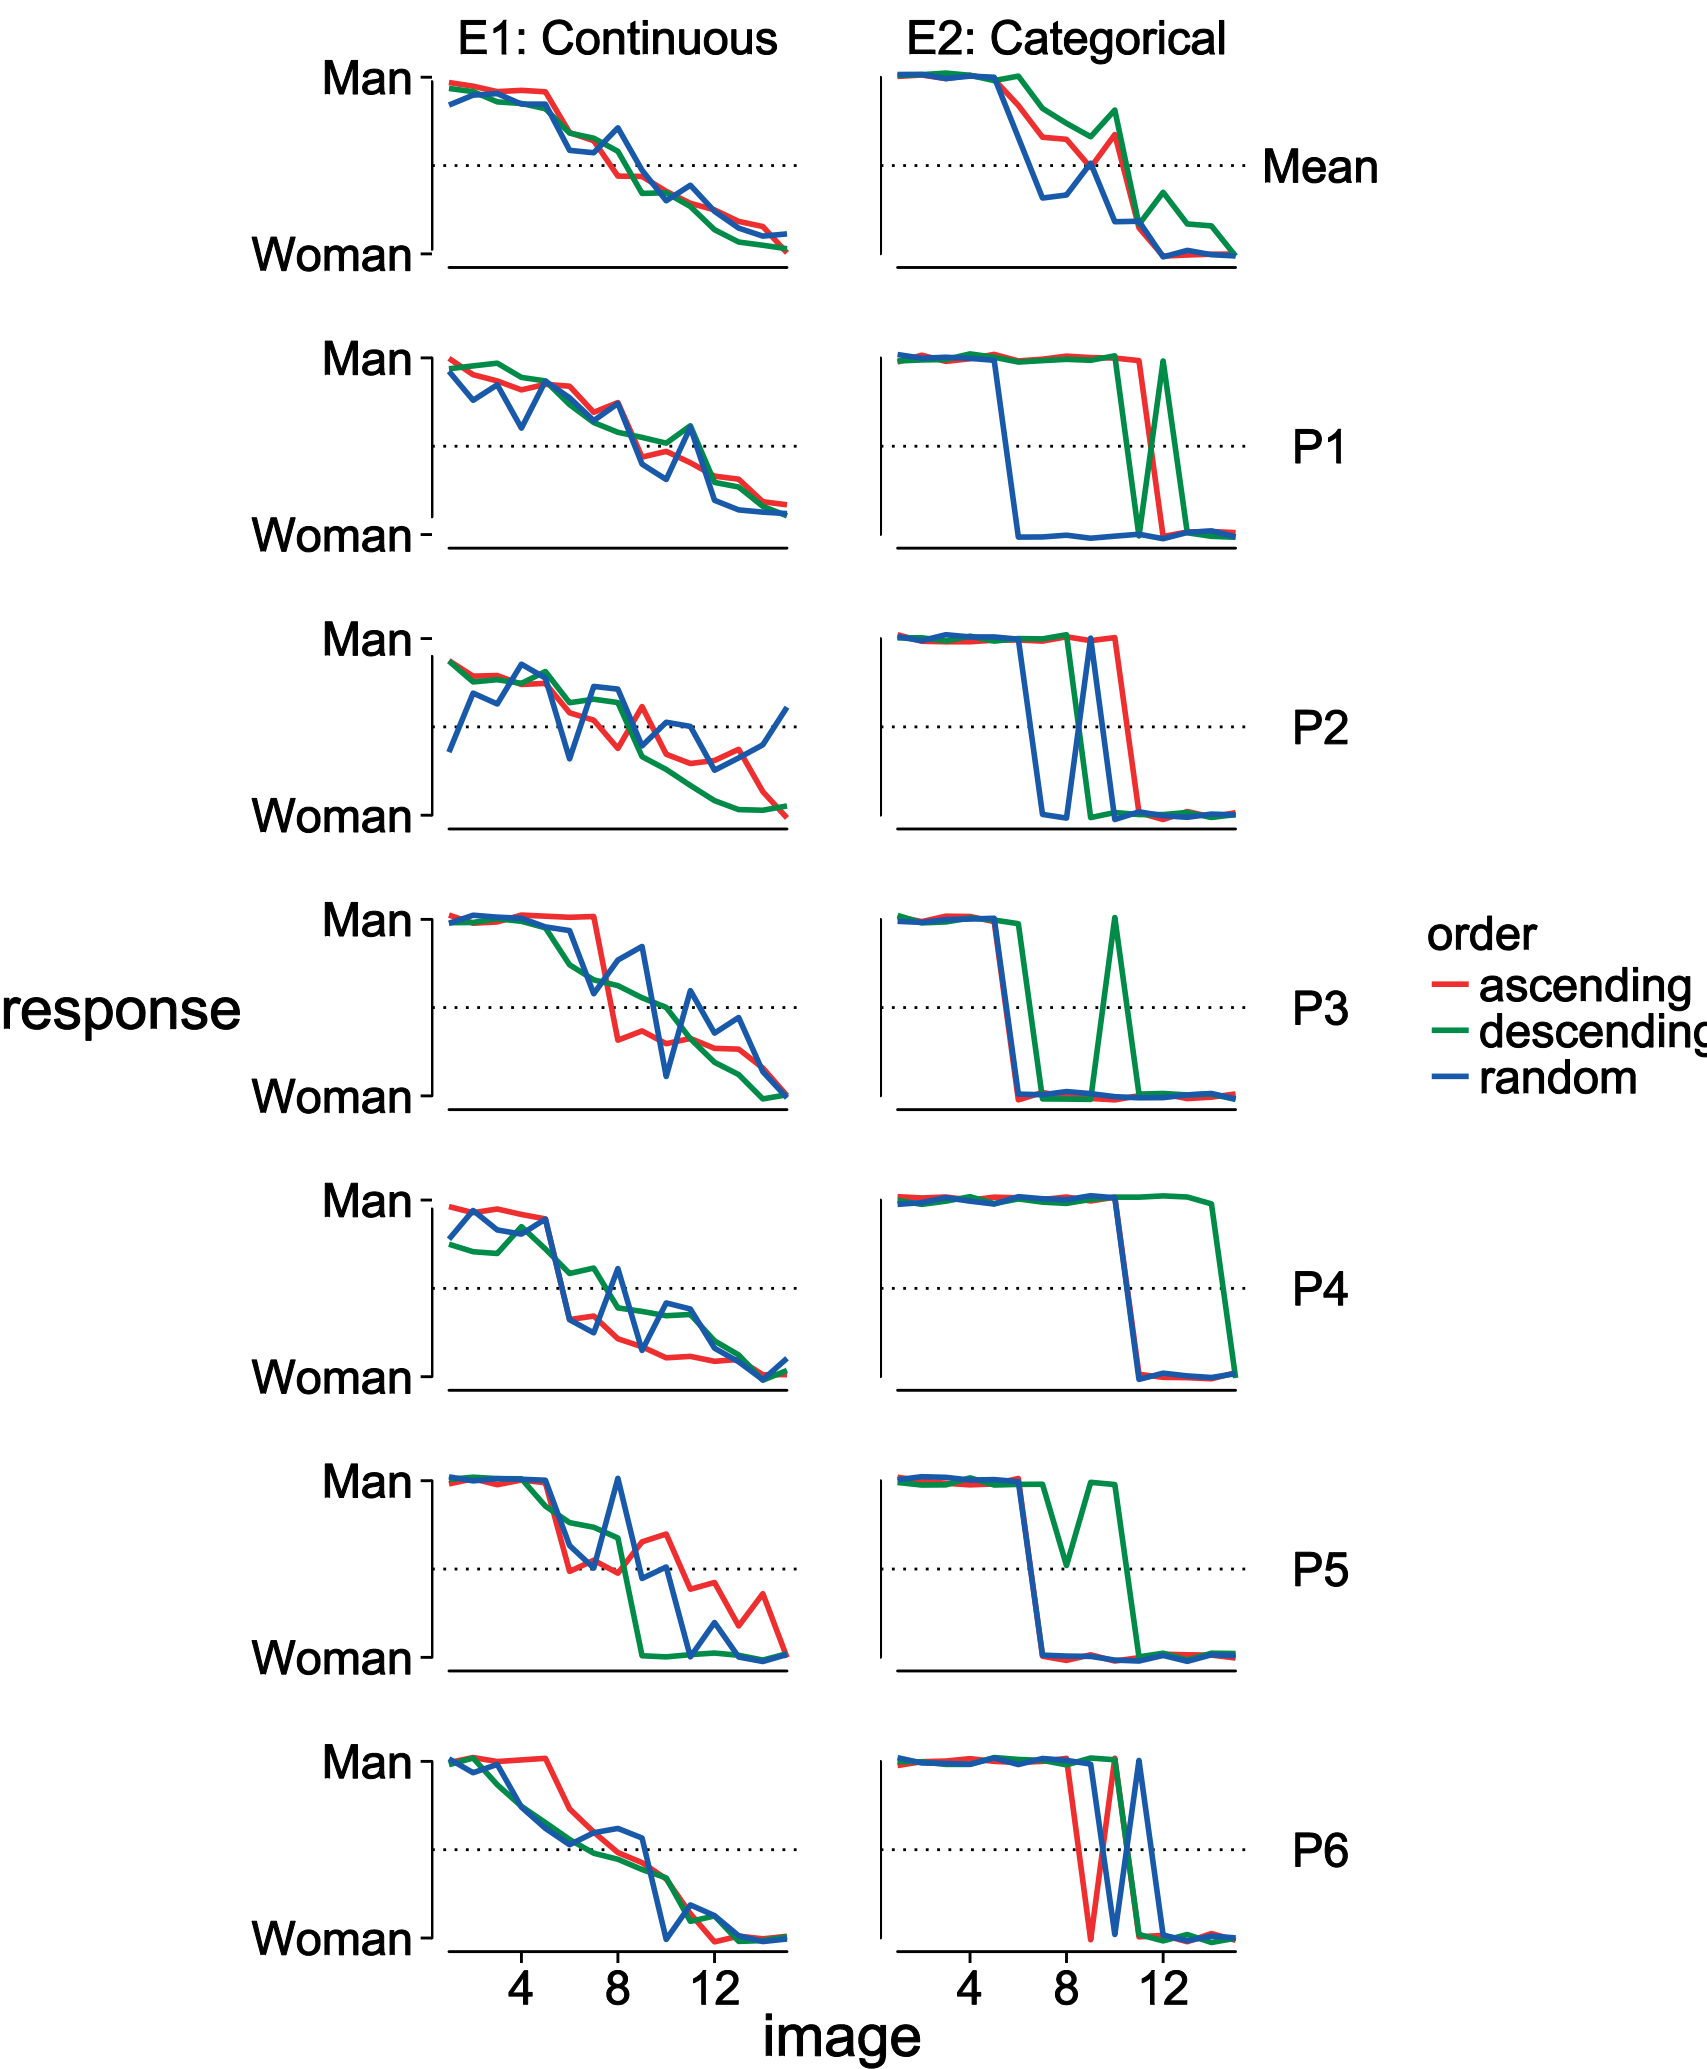 E1: Continuous
E2: Categorical
Man
Woman
Mean
Man
Woman
P1
Man
Woman
P2
Man
Woman
P3
response
order
ascending
descending
random
Man
Woman
P4
Man
Woman
P5
Man
Woman
P6
4 8 12
4 8 12
image